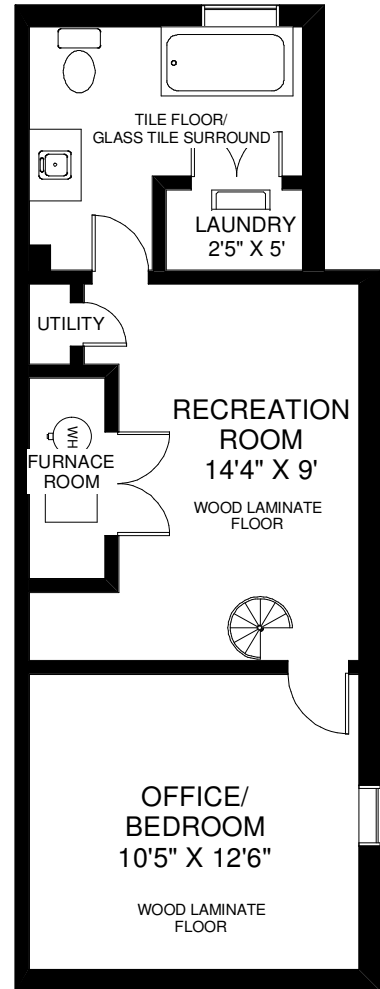 TILE FLOOR/
GLASS TILE SURROUND
LAUNDRY
2'5" X 5'
UTILITY
RECREATION
ROOM
14'4" X 9'
WOOD LAMINATE
FLOOR
WH
FURNACE
ROOM
OFFICE/
BEDROOM
10'5" X 12'6"
WOOD LAMINATE
FLOOR